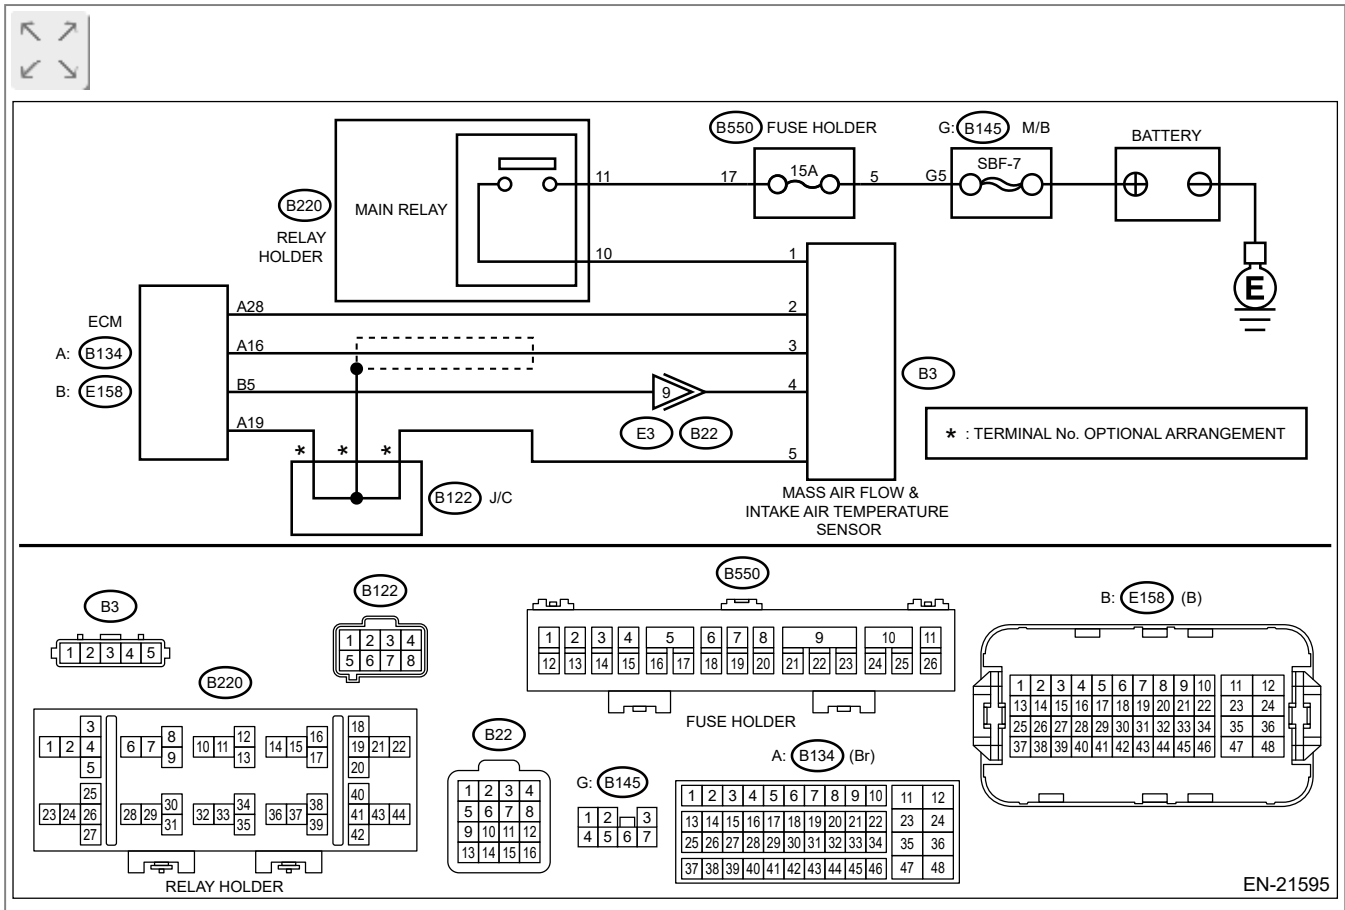 B550 FUSE HOLDER
G: B145 M/B
BATTERY
15A
SBF-7
11
17
5
G5
B220
MAIN RELAY
RELAY
HOLDER
10
1
E
A28
2
ECM
A: B134
B: E158
A16
3
B3
B5
9
4
E3 B22
A19
* * *
5
* : TERMINAL No. OPTIONAL ARRANGEMENT
B122 J/C
MASS AIR FLOW &
INTAKE AIR TEMPERATURE
SENSOR
B3
1 2 3 4 5
B122
1 2 3 4
5 6 7 8
B550
1 2 3 4 5 6 7 8 9 10 11
12 13 14 15 16 17 18 19 20 21 22 23 24 25 26
FUSE HOLDER
B: E158 (B)
1 2 3 4 5 6 7 8 9 10 11 12
13 14 15 16 17 18 19 20 21 22 23 24
25 26 27 28 29 30 31 32 33 34 35 36
37 38 39 40 41 42 43 44 45 46 47 48
B220
3 8 12 16 18
1 2 4 6 7 10 11 14 15 19 21 22
5 9 13 17 20
25 30 34 38 40
23 24 26 28 29 32 33 36 37 41 43 44
27 31 35 39 42
RELAY HOLDER
B22
1 2 3 4
5 6 7 8
9 10 11 12
13 14 15 16
G: B145
1 2 3
4 5 6 7
A: B134 (Br)
1 2 3 4 5 6 7 8 9 10 11 12
13 14 15 16 17 18 19 20 21 22 23 24
25 26 27 28 29 30 31 32 33 34 35 36
37 38 39 40 41 42 43 44 45 46 47 48
EN-21595